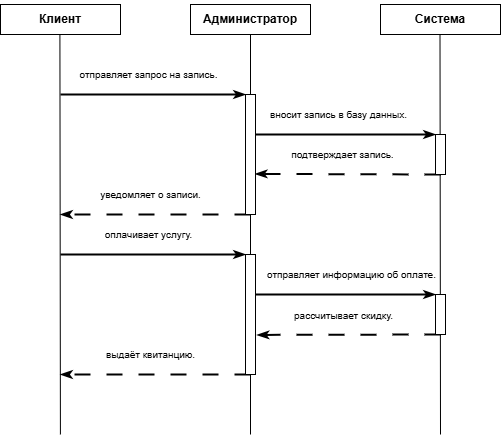 Клиент
Администратор
Система
отправляет запрос на запись.
вносит запись в базу данных.
подтверждает запись.
уведомляет о записи.
оплачивает услугу.
отправляет информацию об оплате.
рассчитывает скидку.
выдаёт квитанцию.